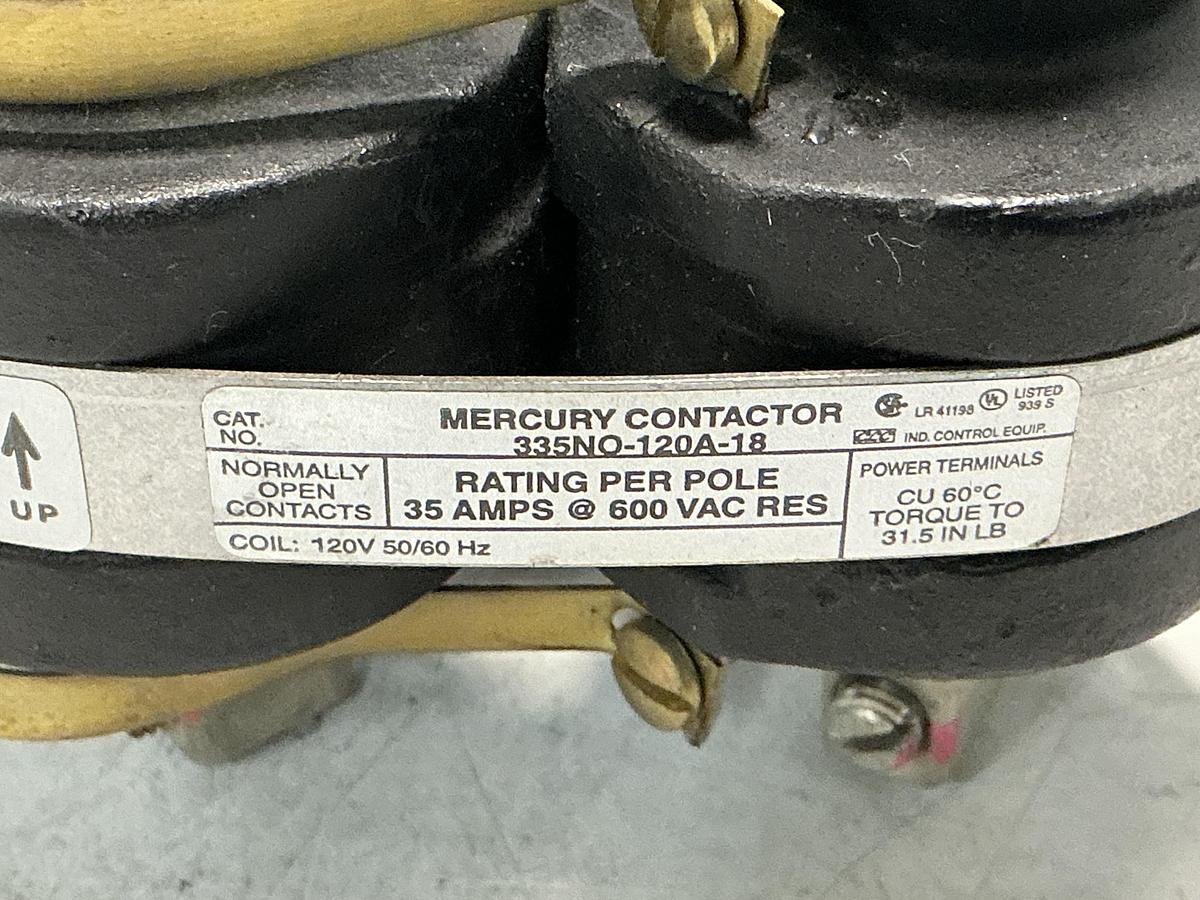 UP
CAT.
NO.
MERCURY CONTACTOR
335NO-120A-18
LR 41198
UL
LISTED
939 S
IND. CONTROL EQUIP.
NORMALLY
OPEN
CONTACTS
RATING PER POLE
35 AMPS @ 600 VAC RES
COIL: 120V 50/60 Hz
POWER TERMINALS
CU 60°C
TORQUE TO
31.5 IN LB